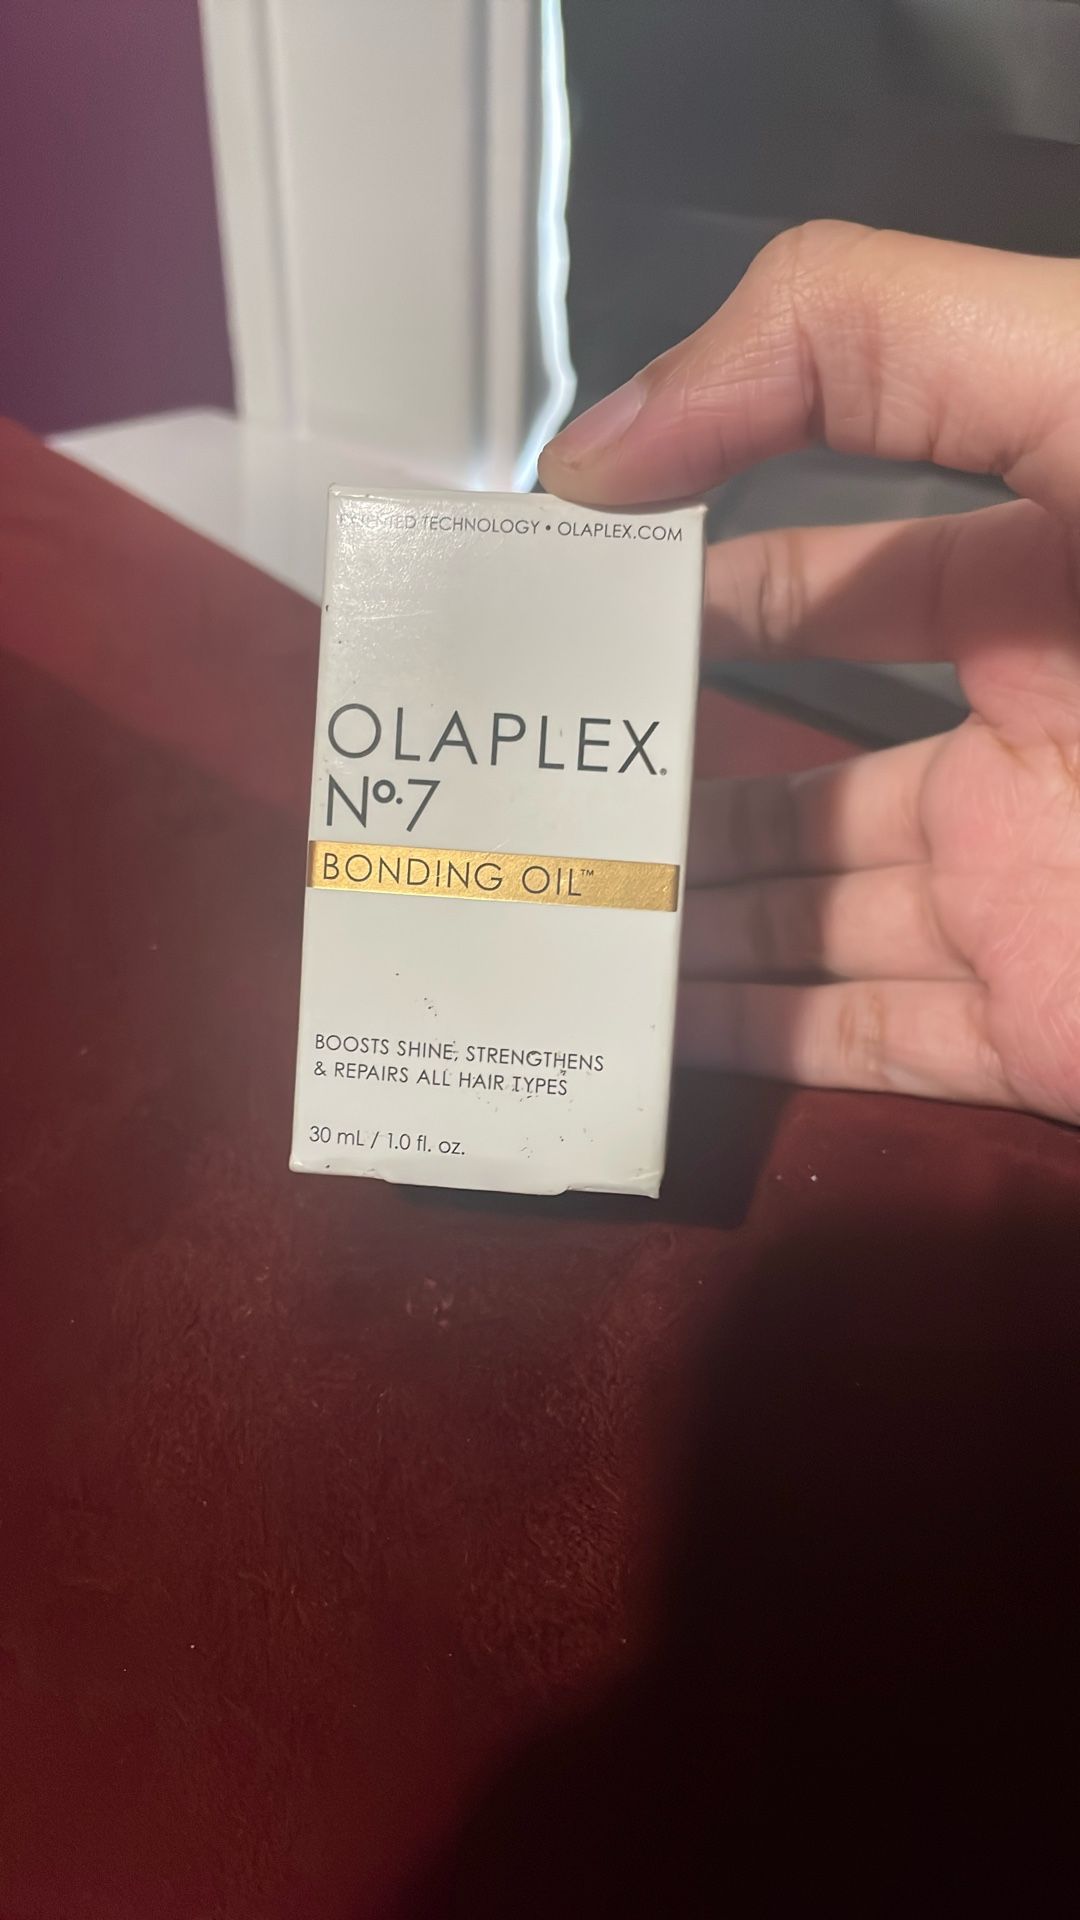 PATENTED TECHNOLOGY • OLAPLEX.COM
OLAPLEX®
Nº.7
BONDING OIL™
BOOSTS SHINE, STRENGTHENS
& REPAIRS ALL HAIR TYPES
30 mL / 1.0 fl. oz.